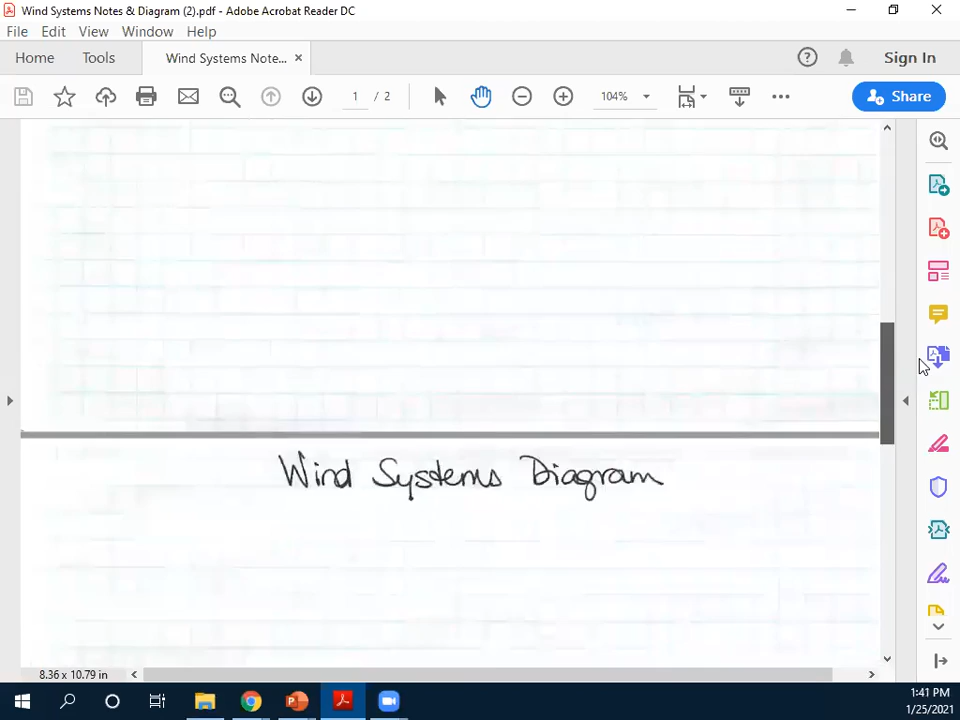 Wind Systems Notes & Diagram (2).pdf - Adobe Acrobat Reader DC
File Edit View Window Help
Home Tools Wind Systems Note... × Sign In
1 / 2 104% Share
Wind Systems Diagram
8.36 x 10.79 in
1:41 PM
1/25/2021